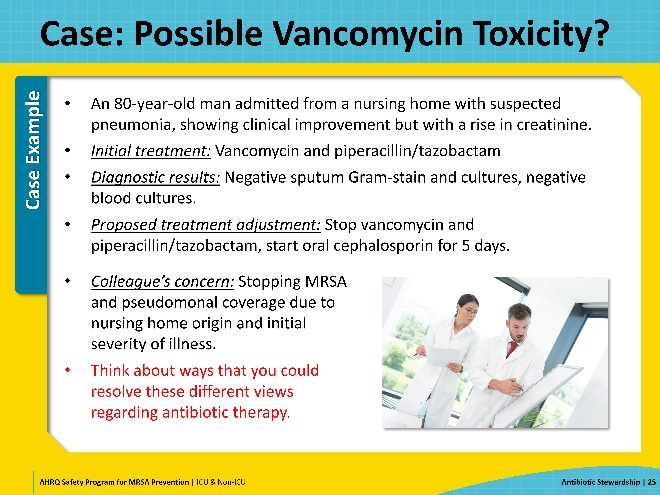 Case: Possible Vancomycin Toxicity?
Case Example
• An 80-year-old man admitted from a nursing home with suspected
pneumonia, showing clinical improvement but with a rise in creatinine.
• Initial treatment: Vancomycin and piperacillin/tazobactam
• Diagnostic results: Negative sputum Gram-stain and cultures, negative
blood cultures.
• Proposed treatment adjustment: Stop vancomycin and
piperacillin/tazobactam, start oral cephalosporin for 5 days.
• Colleague's concern: Stopping MRSA
and pseudomonal coverage due to
nursing home origin and initial
severity of illness.
• Think about ways that you could
resolve these different views
regarding antibiotic therapy.
AHRQ Safety Program for MRSA Prevention | ICU & Non-ICU
Antibiotic Stewardship | 25